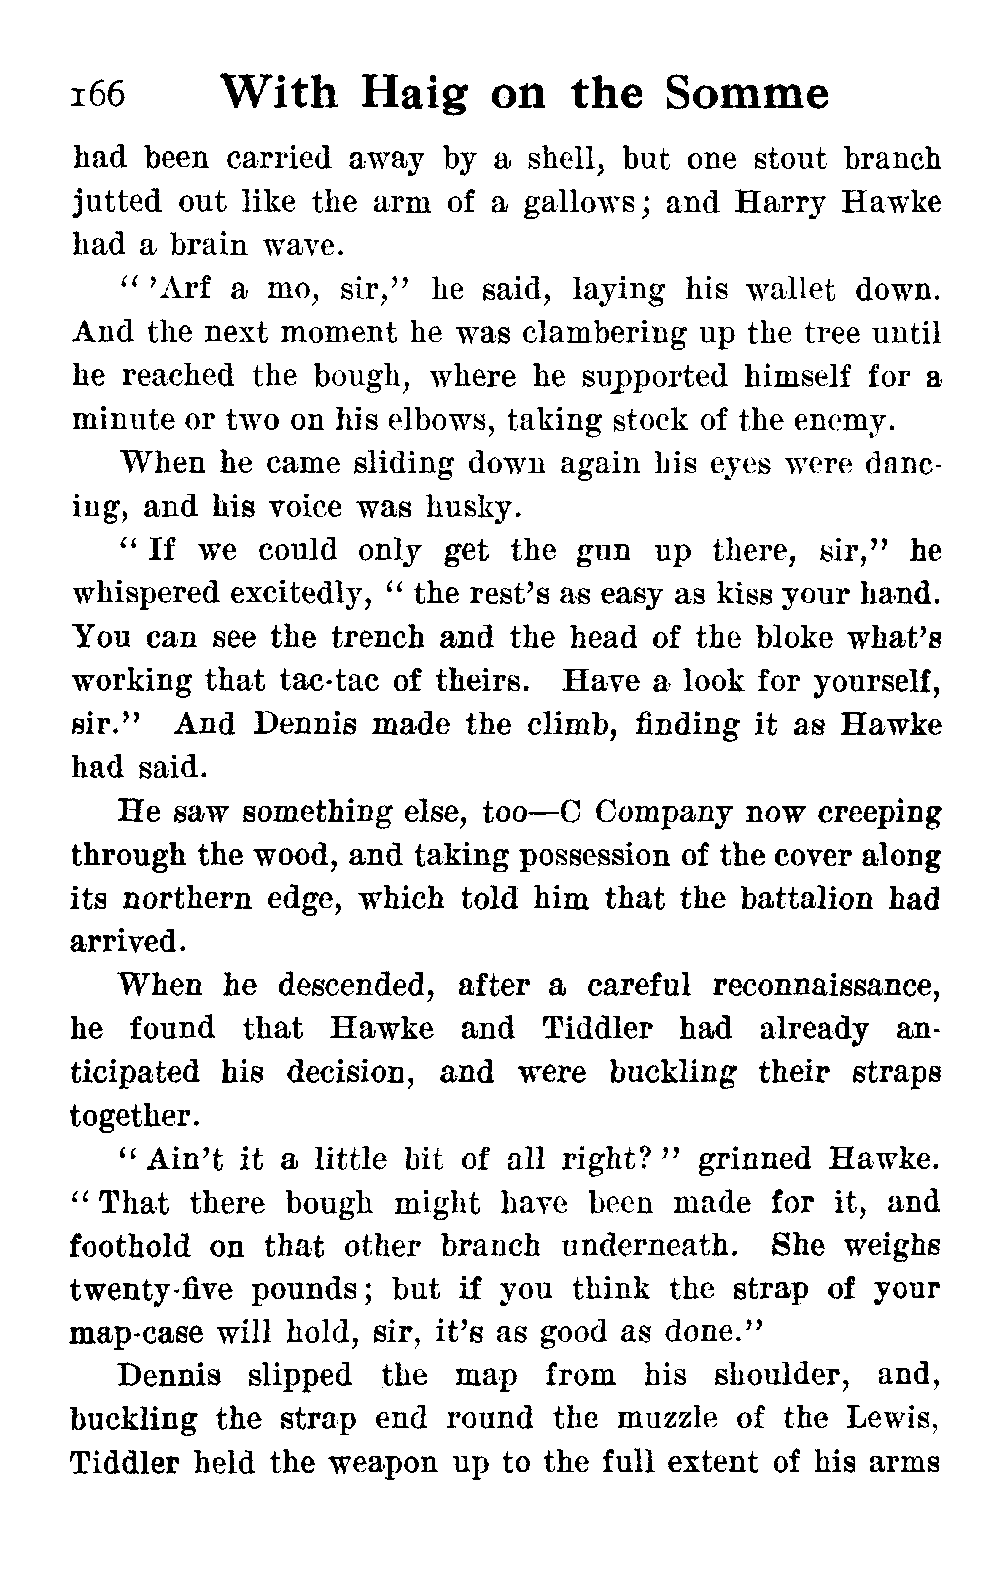 166 With Haig on the Somme
had been carried away by a shell, but one stout branch
jutted out like the arm of a gallows; and Harry Hawke
had a brain wave.
“ ’Arf a mo, sir,” he said, laying his wallet down.
And the next moment he was clambering up the tree until
he reached the bough, where he supported himself for a
minute or two on his elbows, taking stock of the enemy.
When he came sliding down again his eyes were danc-
ing, and his voice was husky.
“ If we could only get the gun up there, sir,” he
whispered excitedly, “ the rest’s as easy as kiss your hand.
You can see the trench and the head of the bloke what’s
working that tac-tac of theirs. Have a look for yourself,
sir.” And Dennis made the climb, finding it as Hawke
had said.
He saw something else, too—C Company now creeping
through the wood, and taking possession of the cover along
its northern edge, which told him that the battalion had
arrived.
When he descended, after a careful reconnaissance,
he found that Hawke and Tiddler had already an-
ticipated his decision, and were buckling their straps
together.
“ Ain’t it a little bit of all right? ” grinned Hawke.
“ That there bough might have been made for it, and
foothold on that other branch underneath. She weighs
twenty-five pounds; but if you think the strap of your
map-case will hold, sir, it’s as good as done.”
Dennis slipped the map from his shoulder, and,
buckling the strap end round the muzzle of the Lewis,
Tiddler held the weapon up to the full extent of his arms